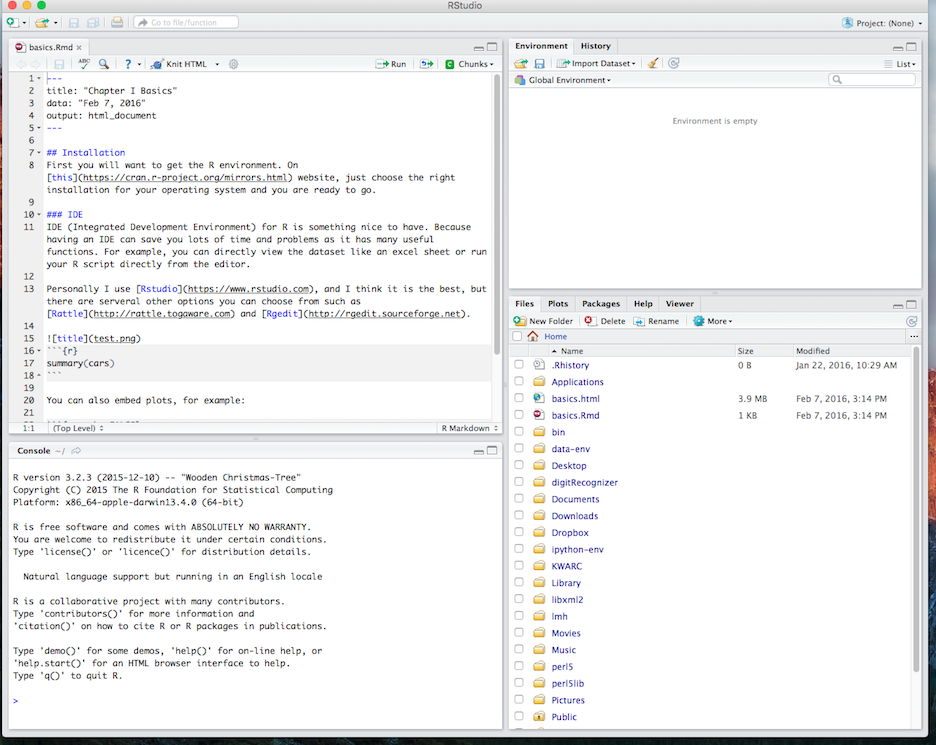 RStudio
Go to file/function
Project: (None)
basics.Rmd
ABC
Knit HTML
Run
Chunks
1 ---
2 title: "Chapter I Basics"
3 data: "Feb 7, 2016"
4 output: html_document
5 ---
6
7 ## Installation
8 First you will want to get the R environment. On
[this](https://cran.r-project.org/mirrors.html) website, just choose the right
installation for your operating system and you are ready to go.
9
10 ### IDE
11 IDE (Integrated Development Environment) for R is something nice to have. Because
having an IDE can save you lots of time and problems as it has many useful
functions. For example, you can directly view the dataset like an excel sheet or run
your R script directly from the editor.
12
13 Personally I use [Rstudio](https://www.rstudio.com), and I think it is the best, but
there are serveral other options you can choose from such as
[Rattle](http://rattle.togaware.com) and [Rgedit](http://rgedit.sourceforge.net).
14
15 ![title](test.png)
16 ```{r}
17 summary(cars)
18 ```
19
20 You can also embed plots, for example:
21
1:1 (Top Level) R Markdown
Console ~/
R version 3.2.3 (2015-12-10) -- "Wooden Christmas-Tree"
Copyright (C) 2015 The R Foundation for Statistical Computing
Platform: x86_64-apple-darwin13.4.0 (64-bit)
R is free software and comes with ABSOLUTELY NO WARRANTY.
You are welcome to redistribute it under certain conditions.
Type 'license()' or 'licence()' for distribution details.
Natural language support but running in an English locale
R is a collaborative project with many contributors.
Type 'contributors()' for more information and
'citation()' on how to cite R or R packages in publications.
Type 'demo()' for some demos, 'help()' for on-line help, or
'help.start()' for an HTML browser interface to help.
Type 'q()' to quit R.
>
Environment History
Import Dataset List
Global Environment
Environment is empty
Files Plots Packages Help Viewer
New Folder Delete Rename More
Home
Name Size Modified
.Rhistory 0 B Jan 22, 2016, 10:29 AM
Applications
basics.html 3.9 MB Feb 7, 2016, 3:14 PM
basics.Rmd 1 KB Feb 7, 2016, 3:14 PM
bin
data-env
Desktop
digitRecognizer
Documents
Downloads
Dropbox
ipython-env
KWARC
Library
libxml2
lmh
Movies
Music
perl5
perl5lib
Pictures
Public